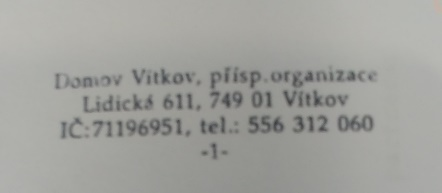 Domov Vítkov, přísp.organizace
Lidická 611, 749 01 Vítkov
IČ:71196951, tel.: 556 312 060
-1-